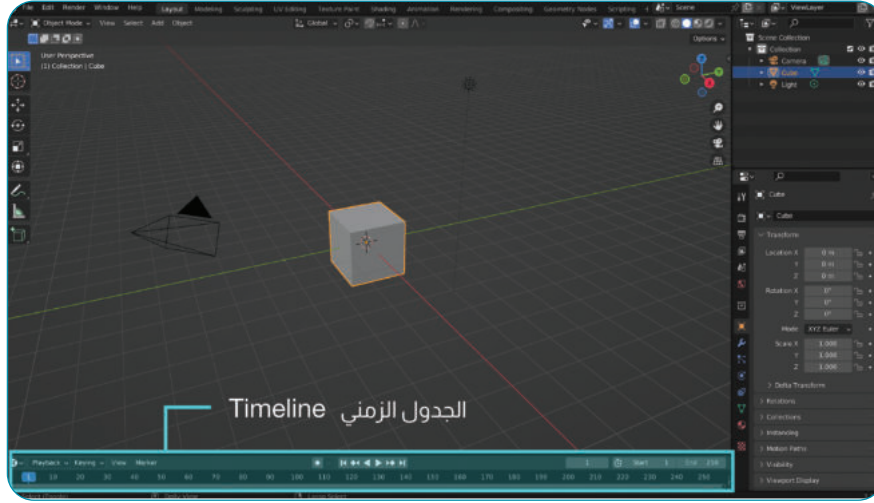 File Edit Render Window Help Layout Modeling Sculpting UV Editing Texture Paint Shading Animation Rendering Compositing Geometry Nodes Scripting Scene ViewLayer
Object Mode View Select Add Object Global
Options
User Perspective
(1) Collection | Cube
Scene Collection
Collection
Camera
Cube
Light
Cube
Cube
Transform
Location X 0 m
Y 0 m
Z 0 m
Rotation X 0°
Y 0°
Z 0°
Mode XYZ Euler
Scale X 1.000
Y 1.000
Z 1.000
Delta Transform
Relations
Collections
Instancing
Motion Paths
Visibility
Viewport Display
الجدول الزمني Timeline
Playback Keying View Marker 1 Start 1 End 250
1 10 20 30 40 50 60 70 80 90 100 110 120 130 140 150 160 170 180 190 200 210 220 230 240 250